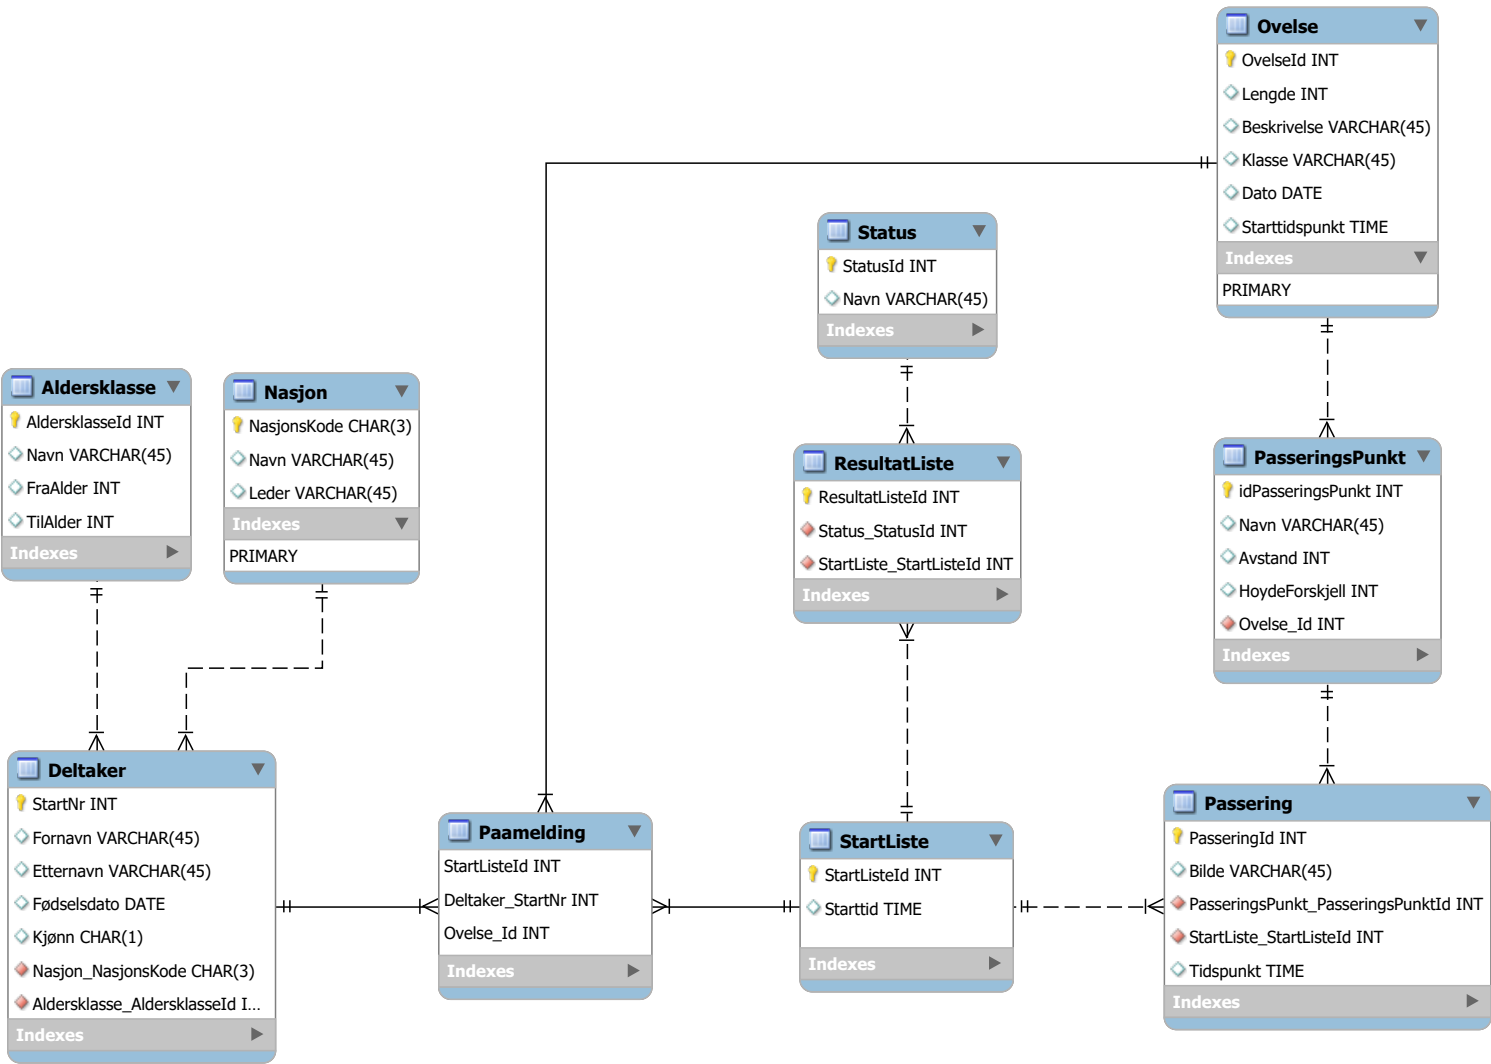 Ovelse
OvelseId INT
Lengde INT
Beskrivelse VARCHAR(45)
Klasse VARCHAR(45)
Dato DATE
Starttidspunkt TIME
Indexes
PRIMARY
Status
StatusId INT
Navn VARCHAR(45)
Indexes
Aldersklasse
AldersklasseId INT
Navn VARCHAR(45)
FraAlder INT
TilAlder INT
Indexes
Nasjon
NasjonsKode CHAR(3)
Navn VARCHAR(45)
Leder VARCHAR(45)
Indexes
PRIMARY
ResultatListe
ResultatListeId INT
Status_StatusId INT
StartListe_StartListeId INT
Indexes
PasseringsPunkt
idPasseringsPunkt INT
Navn VARCHAR(45)
Avstand INT
HoydeForskjell INT
Ovelse_Id INT
Indexes
Deltaker
StartNr INT
Fornavn VARCHAR(45)
Etternavn VARCHAR(45)
Fødselsdato DATE
Kjønn CHAR(1)
Nasjon_NasjonsKode CHAR(3)
Aldersklasse_AldersklasseId I...
Indexes
Paamelding
StartListeId INT
Deltaker_StartNr INT
Ovelse_Id INT
Indexes
StartListe
StartListeId INT
Starttid TIME
Indexes
Passering
PasseringId INT
Bilde VARCHAR(45)
PasseringsPunkt_PasseringsPunktId INT
StartListe_StartListeId INT
Tidspunkt TIME
Indexes